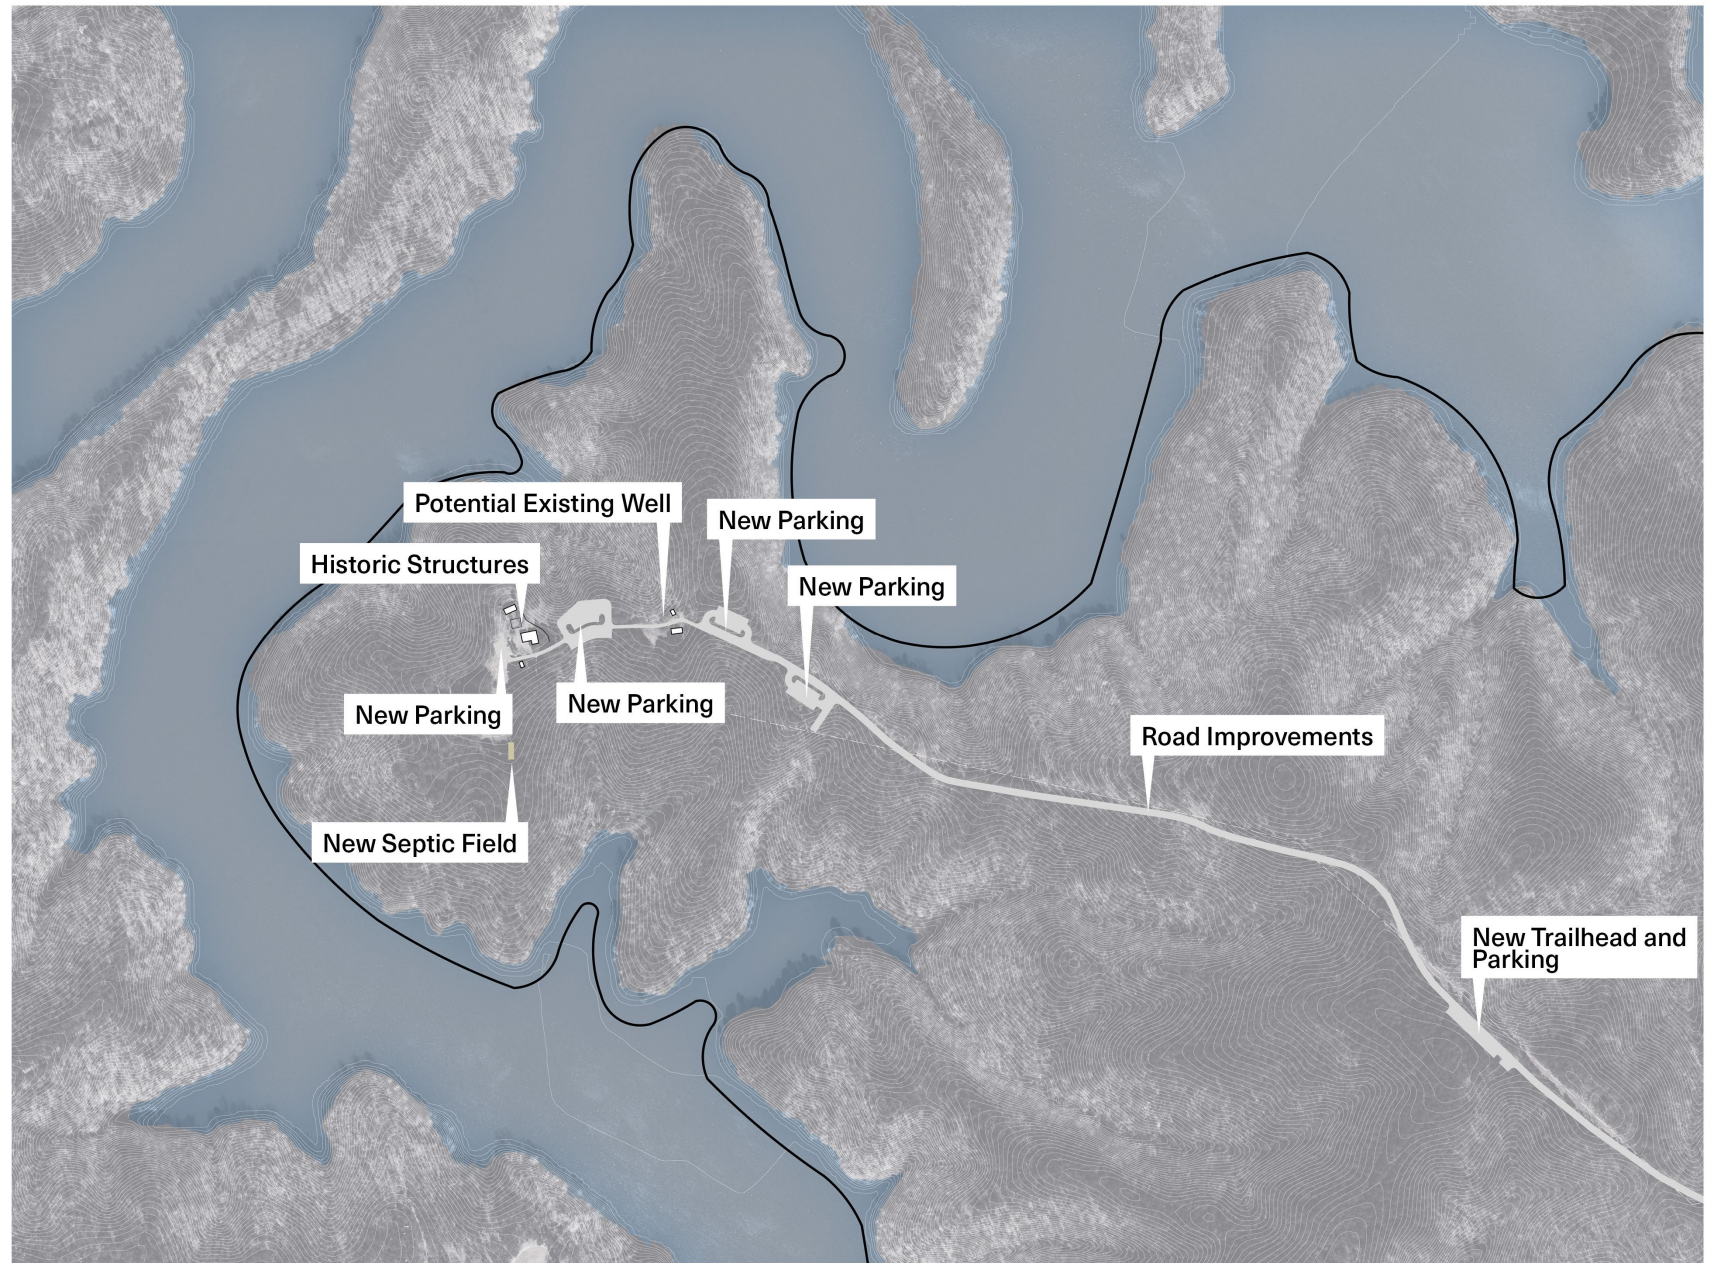 Potential Existing Well
New Parking
Historic Structures
New Parking
New Parking
New Parking
Road Improvements
New Septic Field
New Trailhead and
Parking